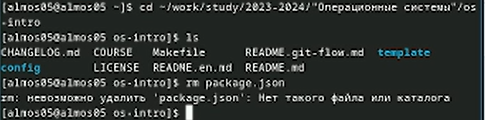 [almos05@almos05 ~]$ cd ~/work/study/2023-2024/"Операционные системы"/os
-intro
[almos05@almos05 os-intro]$ ls
CHANGELOG.md COURSE Makefile README.git-flow.md template
config LICENSE README.en.md README.md
[almos05@almos05 os-intro]$ rm package.json
rm: невозможно удалить 'package.json': Нет такого файла или каталога
[almos05@almos05 os-intro]$